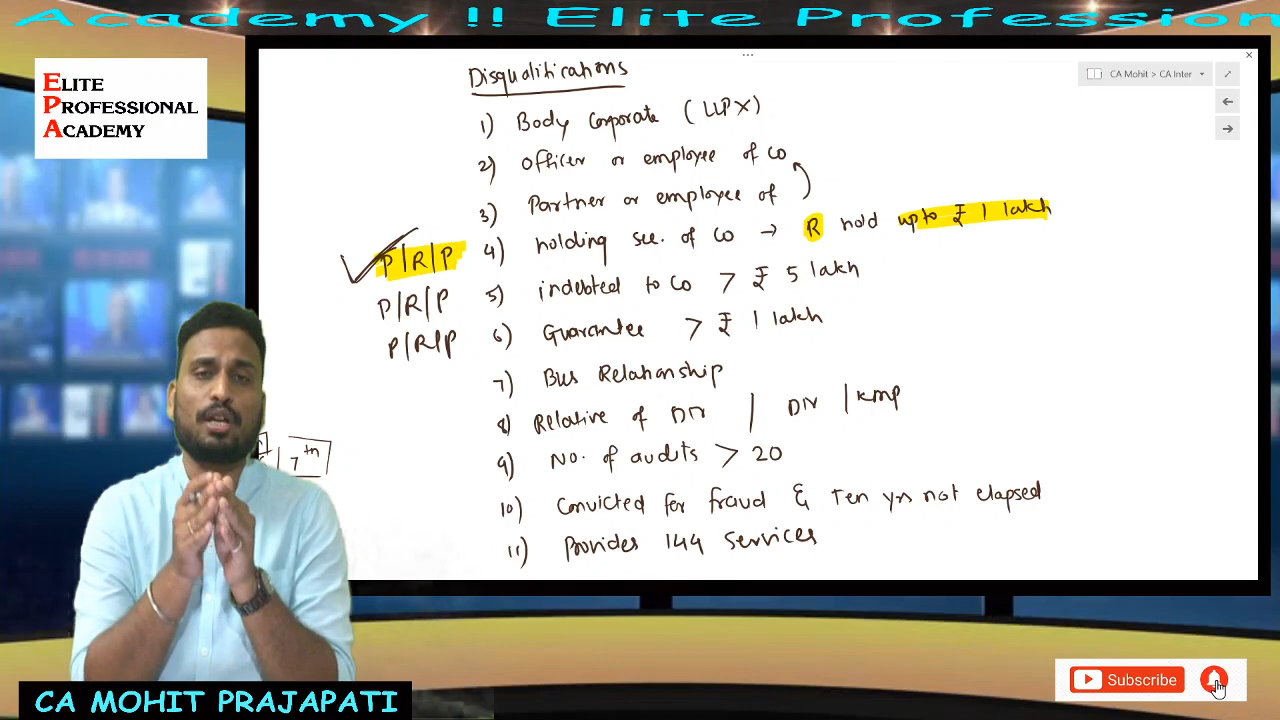 Academy !! Elite Profession
ELITE
PROFESSIONAL
ACADEMY
CA Mohit > CA Inter
Disqualifications
1) Body Corporate (LLP X)
2) Officer or employee of Co
3) Partner or employee of
P/R/P 4) holding sec. of Co → R hold upto ₹ 1 lakh
P/R/P 5) indebted to Co > ₹ 5 lakh
P/R/P 6) Guarantee > ₹ 1 lakh
7) Bus Relationship
8) Relative of Dir | Dir / KMP
9) No. of audits > 20
10) Convicted for fraud & Ten yrs not elapsed
11) Provides 144 Services
7th
Subscribe
CA MOHIT PRAJAPATI